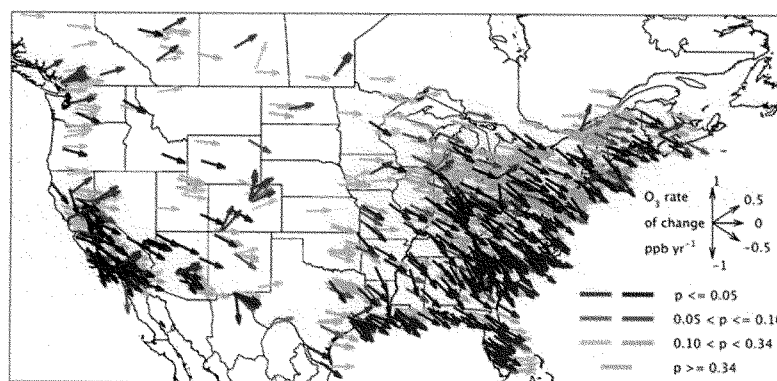 O₃ rate
of change
ppb yr⁻¹
1
0.5
0
-0.5
-1
p <= 0.05
0.05 < p <= 0.10
0.10 < p < 0.34
p >= 0.34